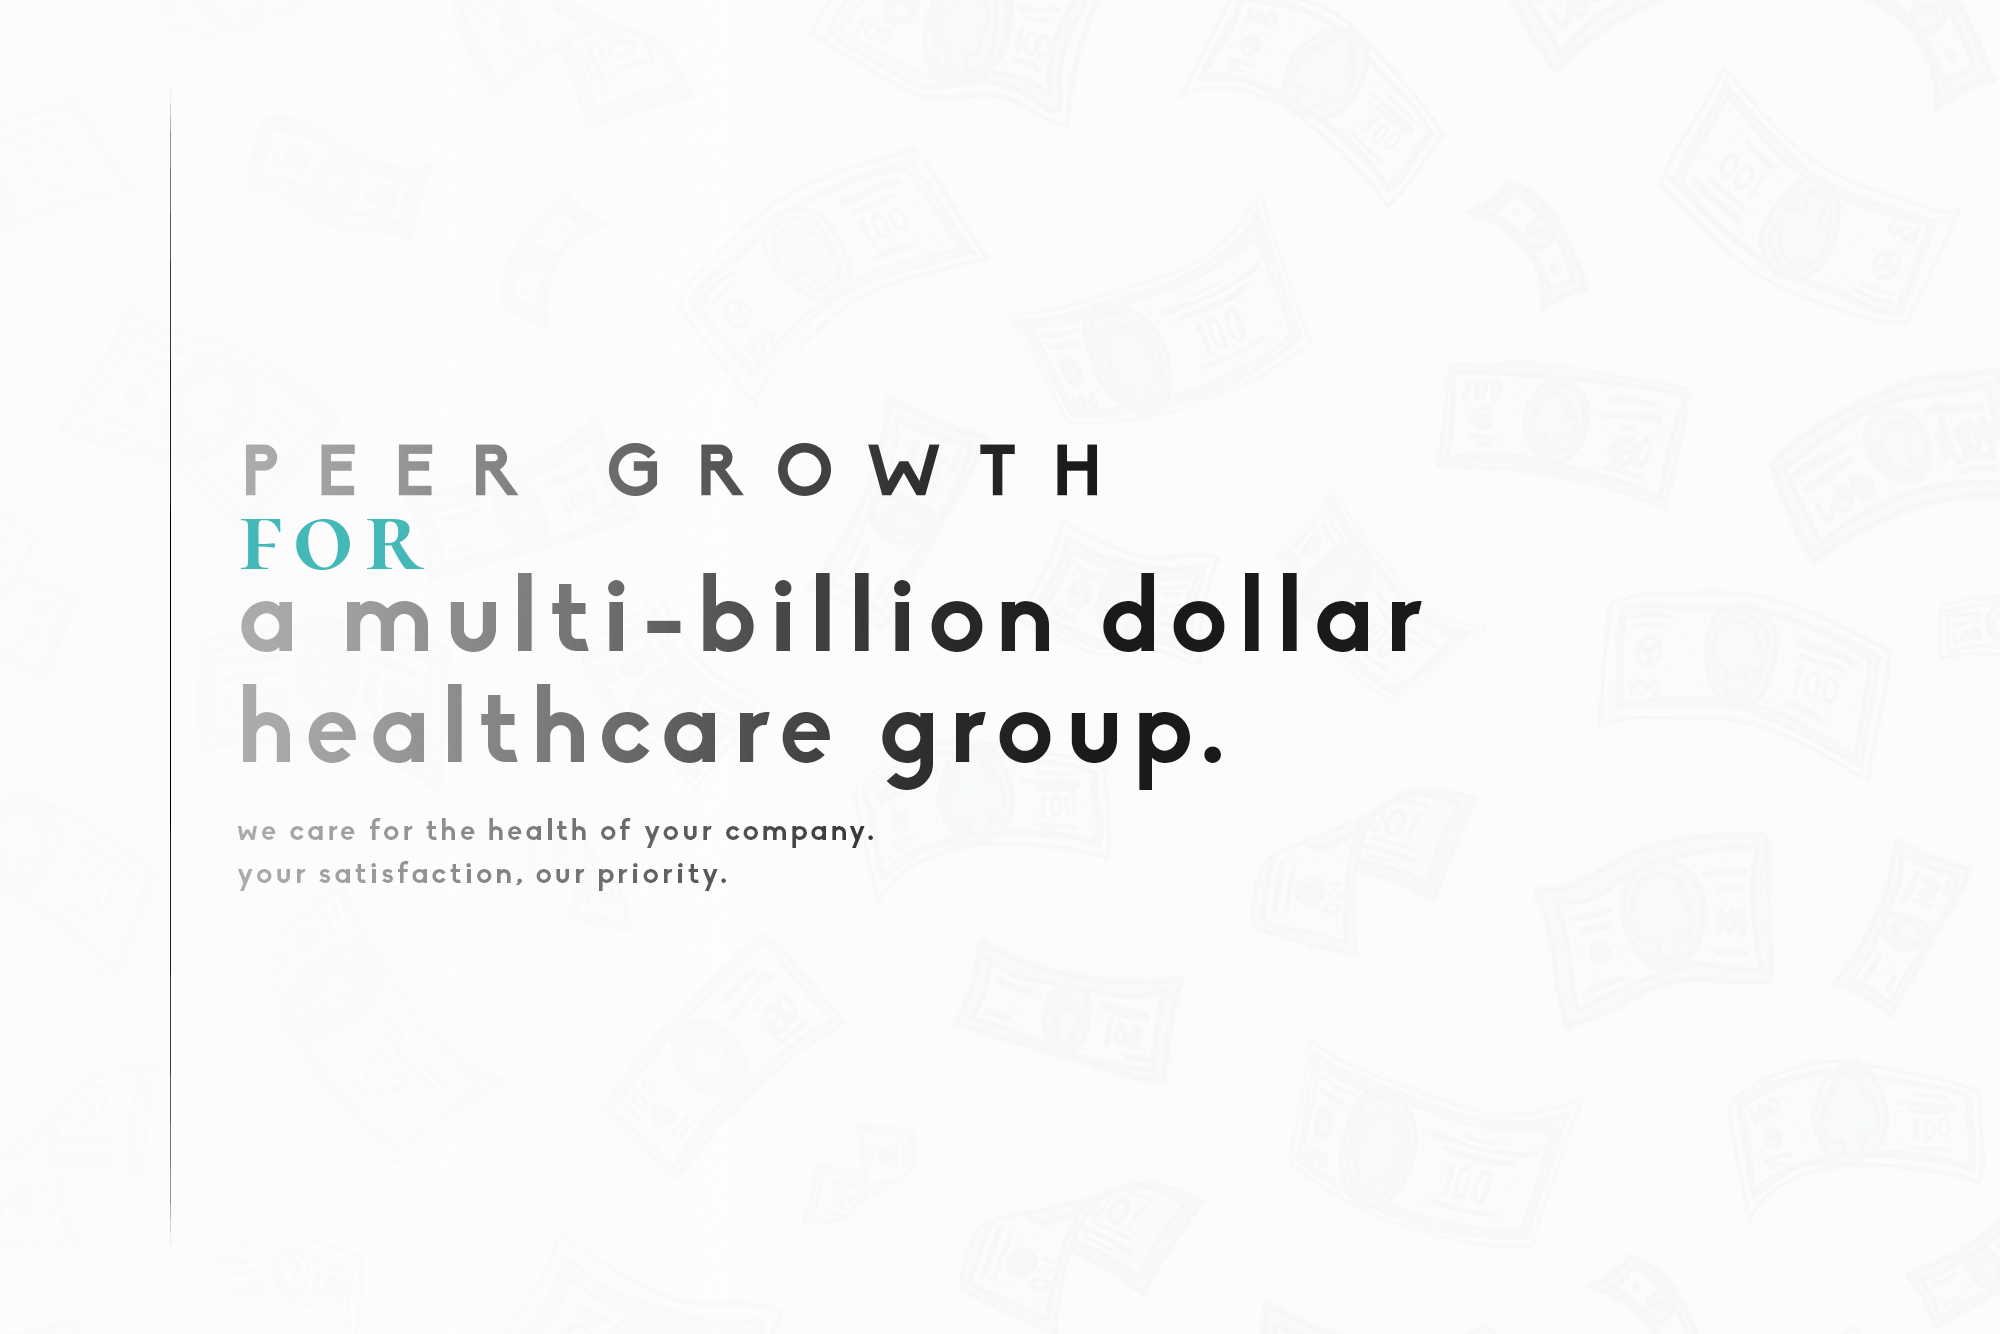 PEER GROWTH
FOR
a multi-billion dollar
healthcare group.
we care for the health of your company.
your satisfaction, our priority.